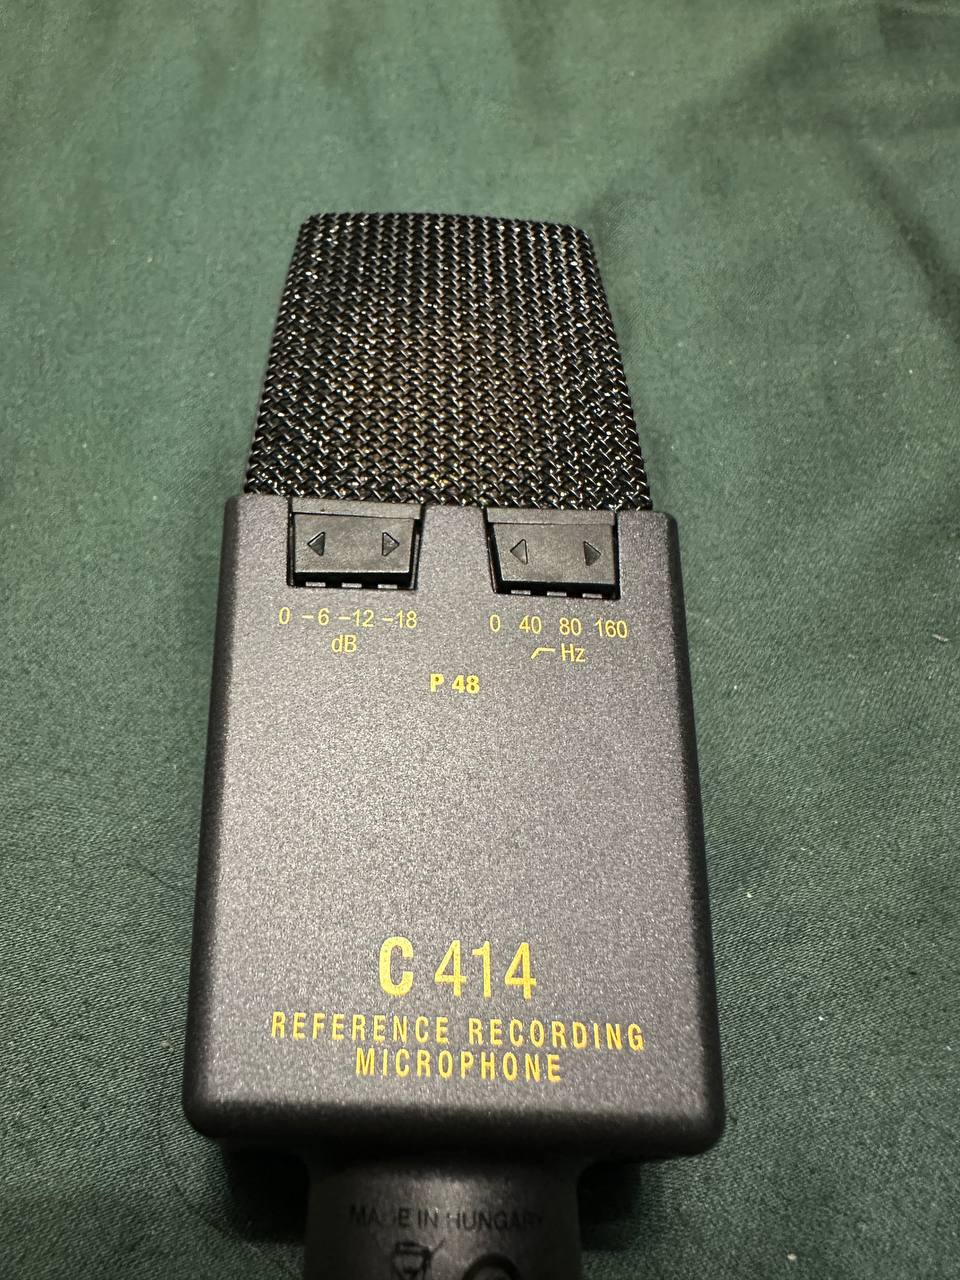 0 –6 –12 –18
dB
0 40 80 160
Hz
P 48
C 414
REFERENCE RECORDING
MICROPHONE
MADE IN HUNGARY